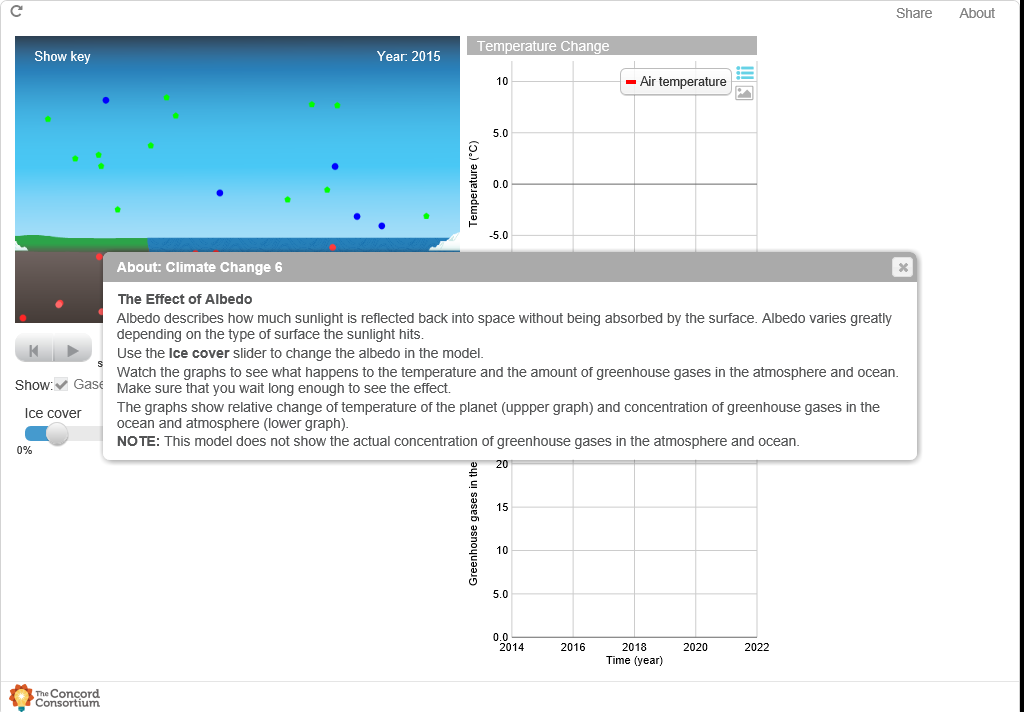 Share About
Show key
Year: 2015
Temperature Change
Air temperature
10
5.0
0.0
-5.0
Temperature (°C)
About: Climate Change 6
The Effect of Albedo
Albedo describes how much sunlight is reflected back into space without being absorbed by the surface. Albedo varies greatly
depending on the type of surface the sunlight hits.
Use the Ice cover slider to change the albedo in the model.
Watch the graphs to see what happens to the temperature and the amount of greenhouse gases in the atmosphere and ocean.
Make sure that you wait long enough to see the effect.
The graphs show relative change of temperature of the planet (uppper graph) and concentration of greenhouse gases in the
ocean and atmosphere (lower graph).
NOTE: This model does not show the actual concentration of greenhouse gases in the atmosphere and ocean.
Show:
Ice cover
0%
20
15
10
5.0
0.0
Greenhouse gases in the
2014 2016 2018 2020 2022
Time (year)
The Concord
Consortium